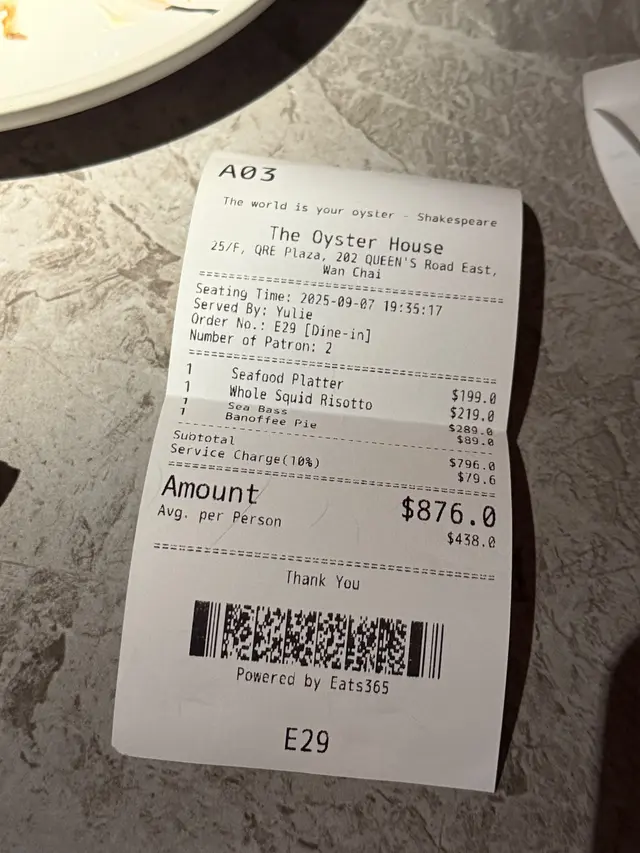 A03
The world is your oyster - Shakespeare
The Oyster House
25/F, QRE Plaza, 202 QUEEN'S Road East,
Wan Chai
Seating Time: 2025-09-07 19:35:17
Served By: Yulie
Order No.: E29 [Dine-in]
Number of Patron: 2
1 Seafood Platter $199.0
1 Whole Squid Risotto $219.0
1 Sea Bass $289.0
1 Banoffee Pie $89.0
Subtotal $796.0
Service Charge(10%) $79.6
Amount $876.0
Avg. per Person $438.0
Thank You
Powered by Eats365
E29